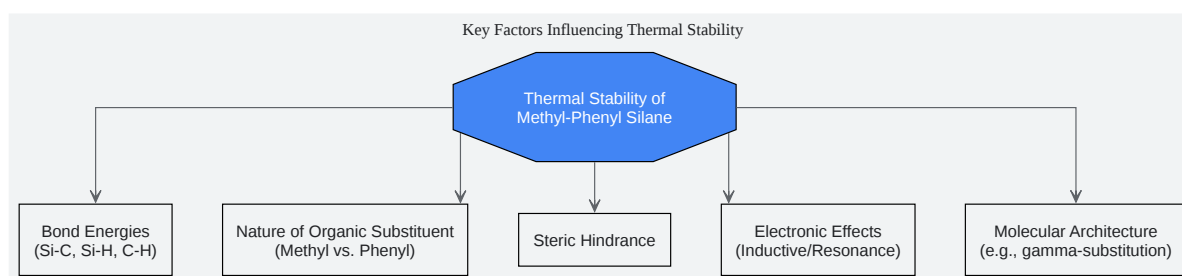 Key Factors Influencing Thermal Stability
Thermal Stability of
Methyl-Phenyl Silane
Bond Energies
(Si-C, Si-H, C-H)
Nature of Organic Substituent
(Methyl vs. Phenyl)
Steric Hindrance
Electronic Effects
(Inductive/Resonance)
Molecular Architecture
(e.g., gamma-substitution)